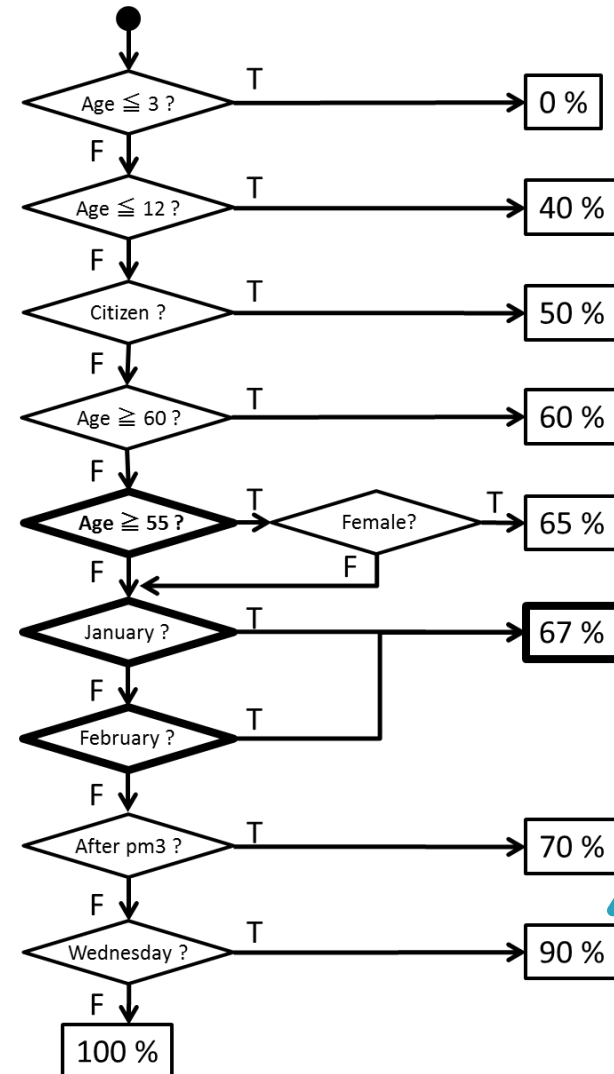 Age ≦ 3 ?
T
0 %
F
Age ≦ 12 ?
T
40 %
F
Citizen ?
T
50 %
F
Age ≧ 60 ?
T
60 %
F
Age ≧ 55 ?
T
Female?
T
65 %
F
F
January ?
T
67 %
F
February ?
T
F
After pm3 ?
T
70 %
F
Wednesday ?
T
90 %
F
100 %